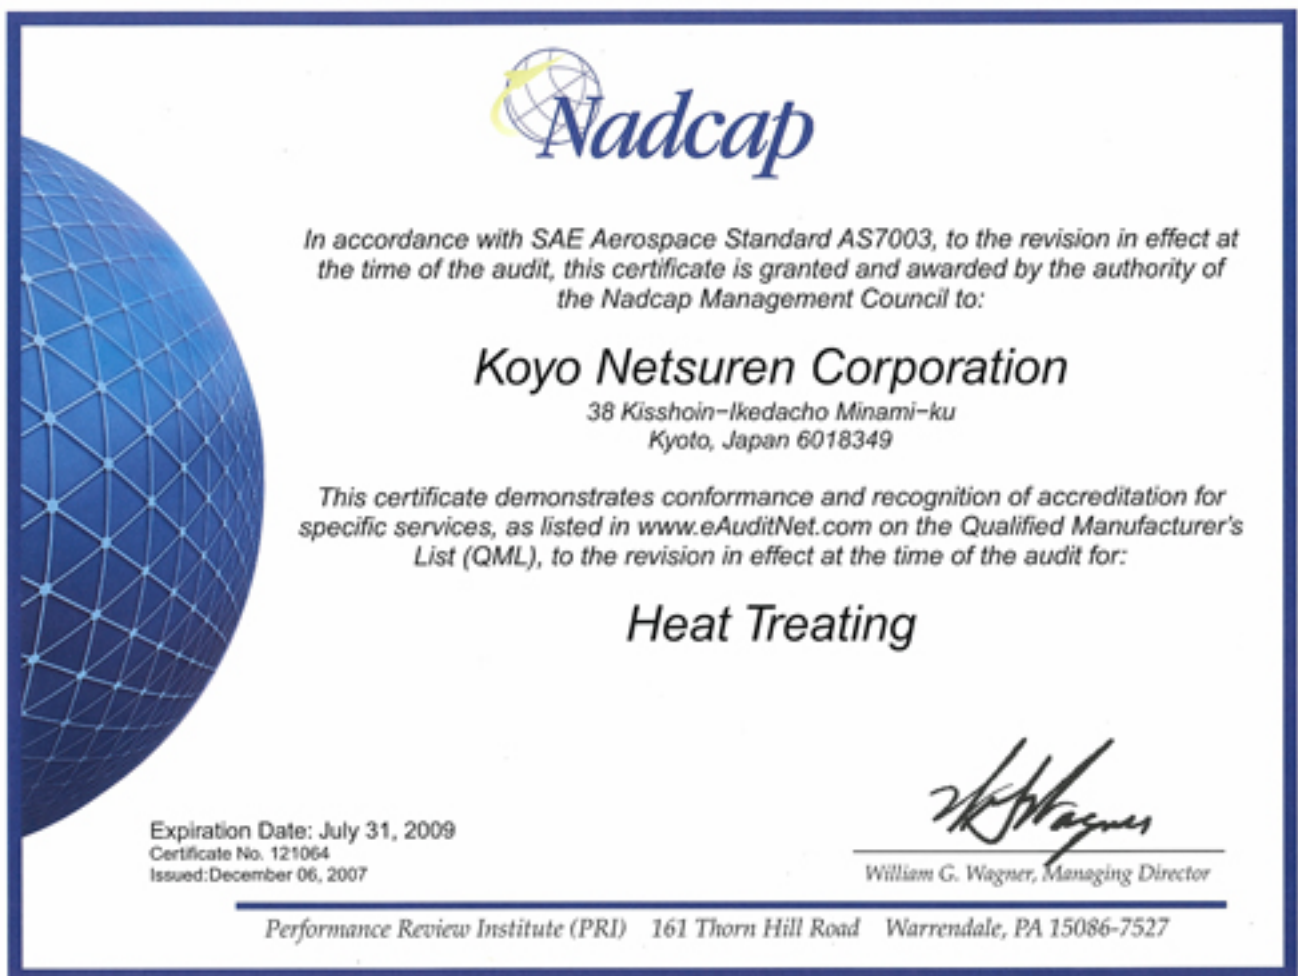 Nadcap
In accordance with SAE Aerospace Standard AS7003, to the revision in effect at
the time of the audit, this certificate is granted and awarded by the authority of
the Nadcap Management Council to:
Koyo Netsuren Corporation
38 Kisshoin-Ikedacho Minami-ku
Kyoto, Japan 6018349
This certificate demonstrates conformance and recognition of accreditation for
specific services, as listed in www.eAuditNet.com on the Qualified Manufacturer's
List (QML), to the revision in effect at the time of the audit for:
Heat Treating
Expiration Date: July 31, 2009
Certificate No. 121064
Issued:December 06, 2007
William G. Wagner, Managing Director
Performance Review Institute (PRI) 161 Thorn Hill Road Warrendale, PA 15086-7527